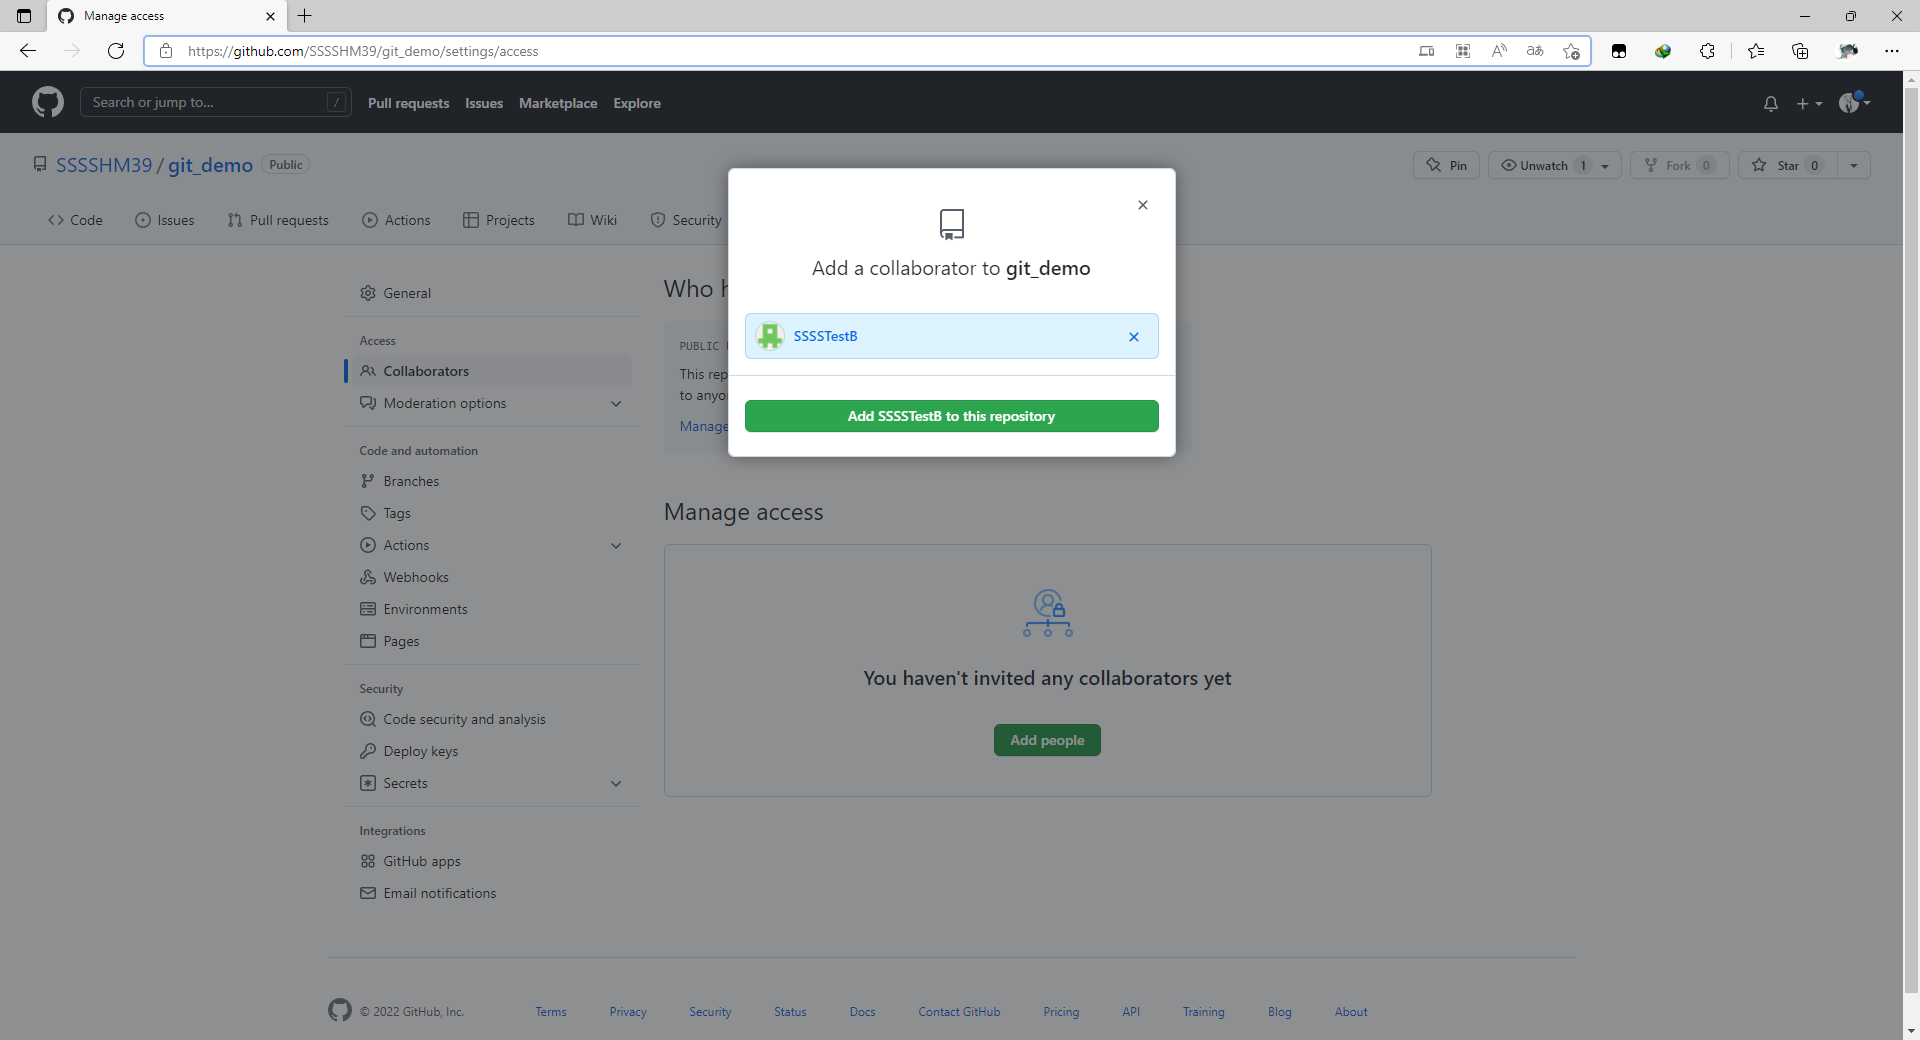 Manage access
https://github.com/SSSSHM39/git_demo/settings/access
Search or jump to... /
Pull requests Issues Marketplace Explore
SSSSHM39 / git_demo Public
Pin Unwatch 1 Fork 0 Star 0
Code Issues Pull requests Actions Projects Wiki Security
Add a collaborator to git_demo
SSSSTestB
Add SSSSTestB to this repository
General
Access
Collaborators
Moderation options
Code and automation
Branches
Tags
Actions
Webhooks
Environments
Pages
Security
Code security and analysis
Deploy keys
Secrets
Integrations
GitHub apps
Email notifications
Who
PUBLIC
This rep
to anyo
Manage
Manage access
You haven't invited any collaborators yet
Add people
© 2022 GitHub, Inc. Terms Privacy Security Status Docs Contact GitHub Pricing API Training Blog About